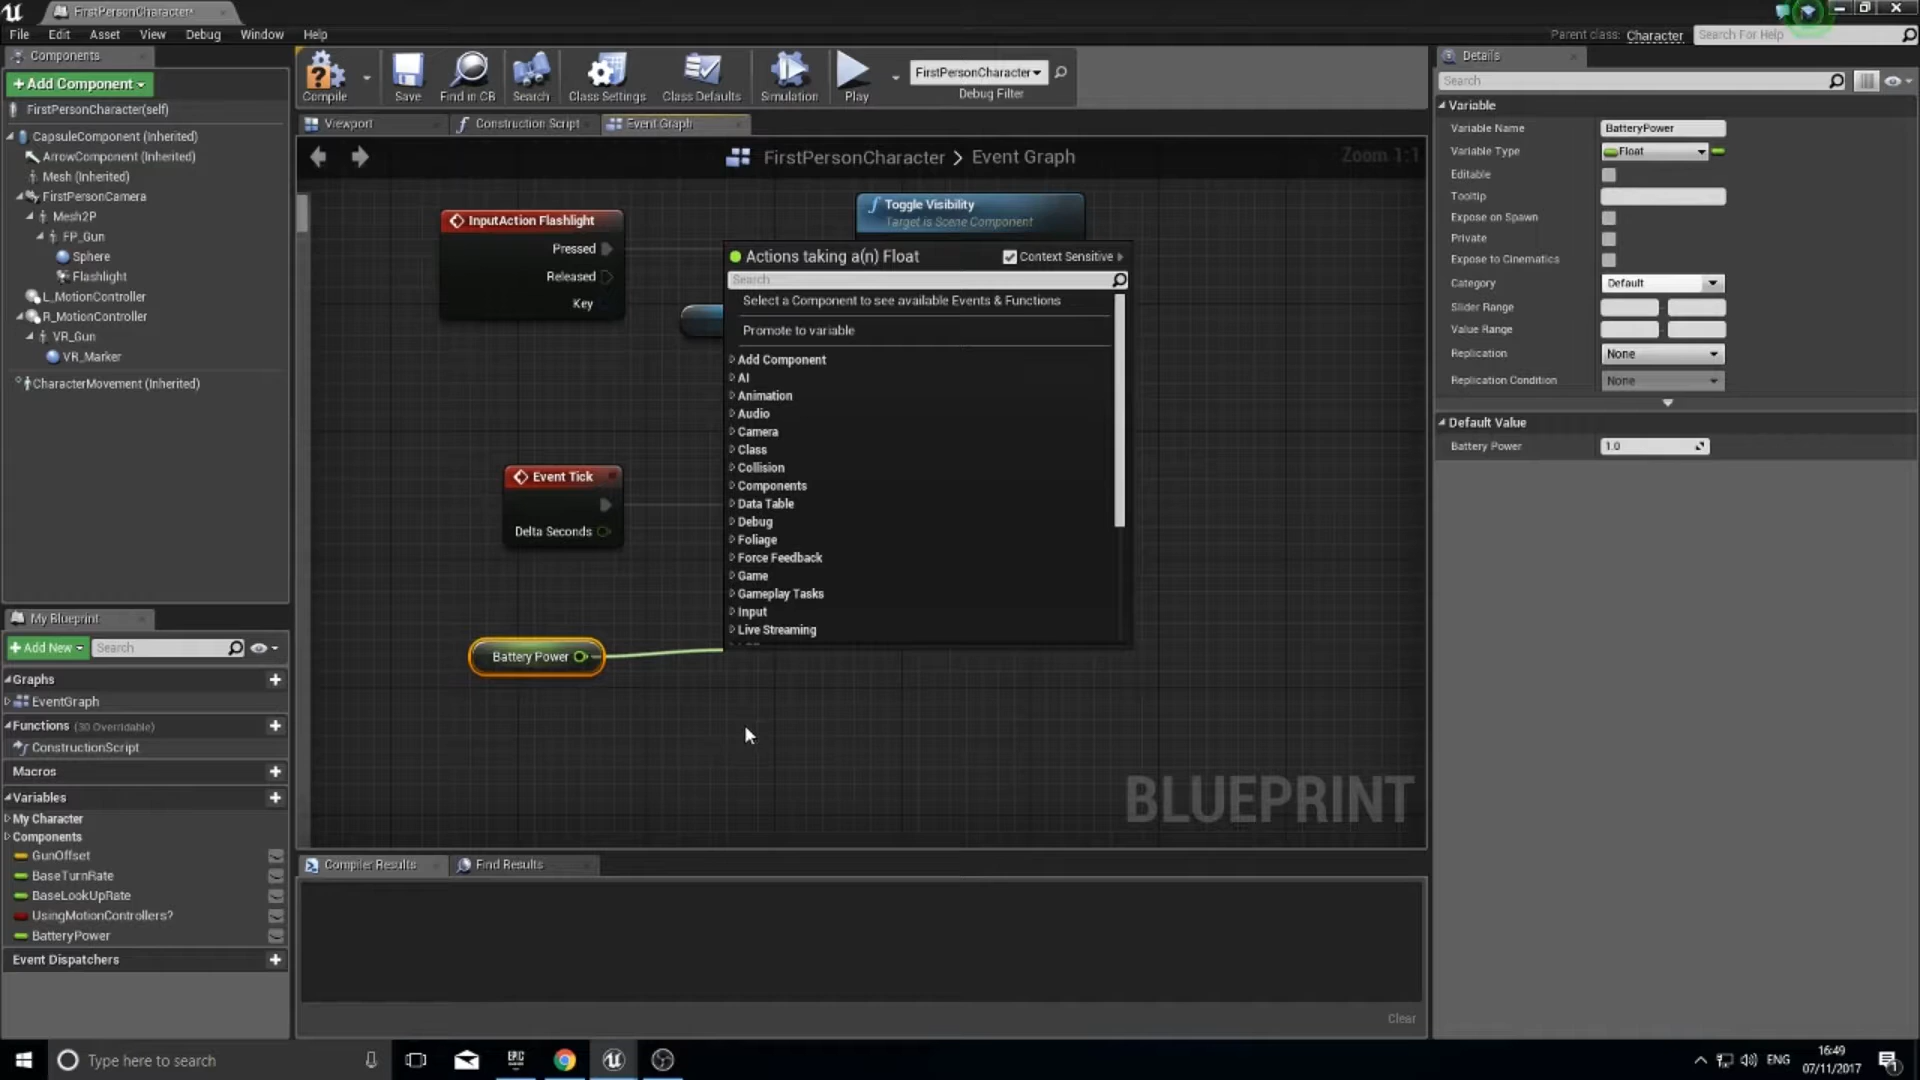 FirstPersonCharacter*
File Edit Asset View Debug Window Help
Parent class: Character Search For Help
Components
+Add Component
FirstPersonCharacter(self)
CapsuleComponent (Inherited)
ArrowComponent (Inherited)
Mesh (Inherited)
FirstPersonCamera
Mesh2P
FP_Gun
Sphere
Flashlight
L_MotionController
R_MotionController
VR_Gun
VR_Marker
CharacterMovement (Inherited)
My Blueprint
+Add New Search
Graphs
EventGraph
Functions (30 Overridable)
ConstructionScript
Macros
Variables
My Character
Components
GunOffset
BaseTurnRate
BaseLookUpRate
UsingMotionControllers?
BatteryPower
Event Dispatchers
Compile Save Find in CB Search Class Settings Class Defaults Simulation Play
FirstPersonCharacter
Debug Filter
Viewport Construction Script Event Graph
FirstPersonCharacter > Event Graph
Zoom 1:1
InputAction Flashlight
Pressed
Released
Key
Toggle Visibility
Target is Scene Component
Event Tick
Delta Seconds
Battery Power
Actions taking a(n) Float Context Sensitive
Search
Select a Component to see available Events & Functions
Promote to variable
Add Component
AI
Animation
Audio
Camera
Class
Collision
Components
Data Table
Debug
Foliage
Force Feedback
Game
Gameplay Tasks
Input
Live Streaming
BLUEPRINT
Compiler Results Find Results
Clear
Details
Search
Variable
Variable Name BatteryPower
Variable Type Float
Editable
Tooltip
Expose on Spawn
Private
Expose to Cinematics
Category Default
Slider Range
Value Range
Replication None
Replication Condition None
Default Value
Battery Power 1.0
Type here to search
EPIC
ENG
16:49
07/11/2017